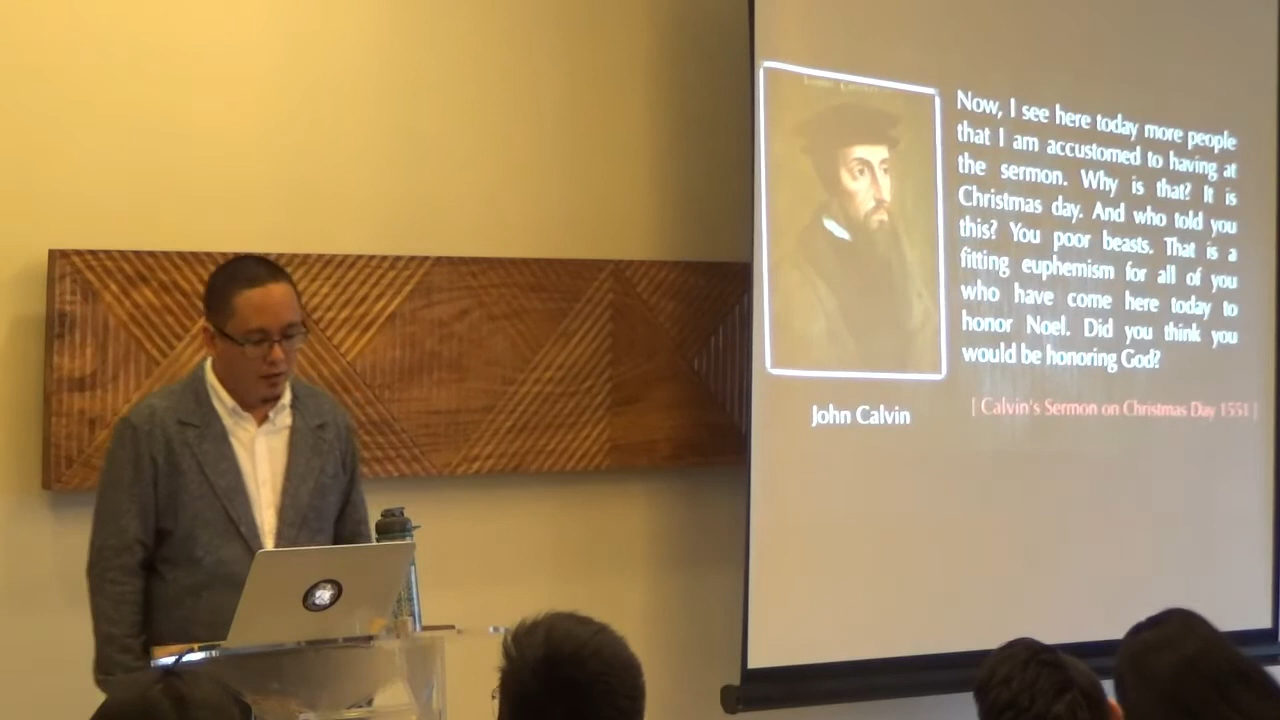 Now, I see here today more people
that I am accustomed to having at
the sermon. Why is that? It is
Christmas day. And who told you
this? You poor beasts. That is a
fitting euphemism for all of you
who have come here today to
honor Noel. Did you think you
would be honoring God?
John Calvin
[ Calvin's Sermon on Christmas Day 1551 ]